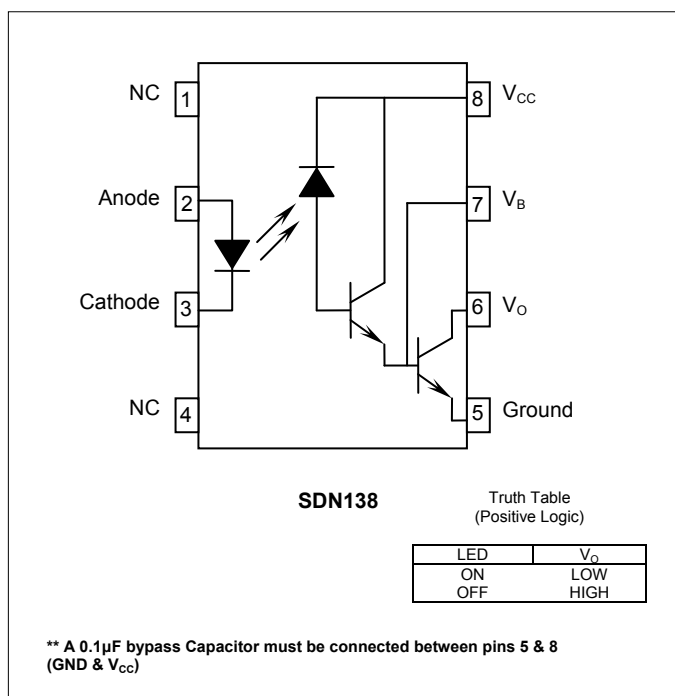 NC 1
8 V_CC
Anode 2
7 V_B
Cathode 3
6 V_O
NC 4
5 Ground
SDN138
Truth Table
(Positive Logic)
LED V_O
ON LOW
OFF HIGH
** A 0.1µF bypass Capacitor must be connected between pins 5 & 8
(GND & V_CC)